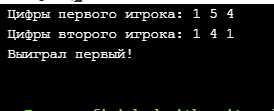 Цифры первого игрока: 1 5 4
Цифры второго игрока: 1 4 1
Выиграл первый!